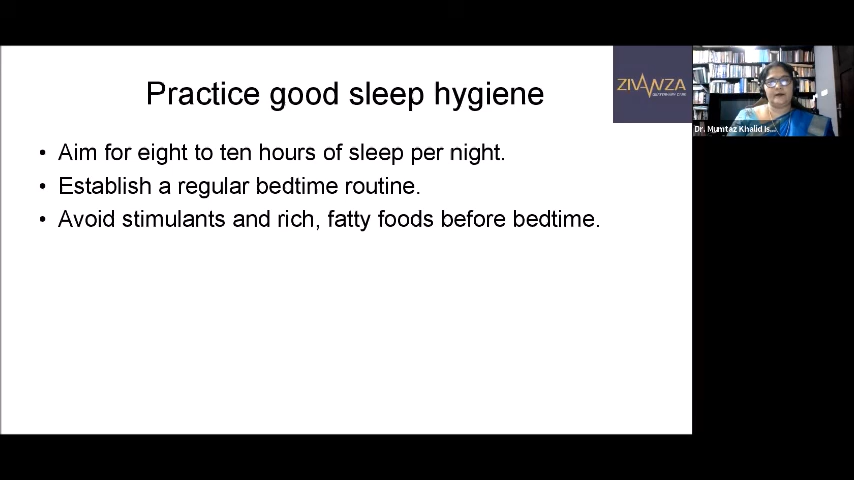 Practice good sleep hygiene
ZIVANZA
• Aim for eight to ten hours of sleep per night.
• Establish a regular bedtime routine.
• Avoid stimulants and rich, fatty foods before bedtime.
Dr. Mumtaz Khalid Is...